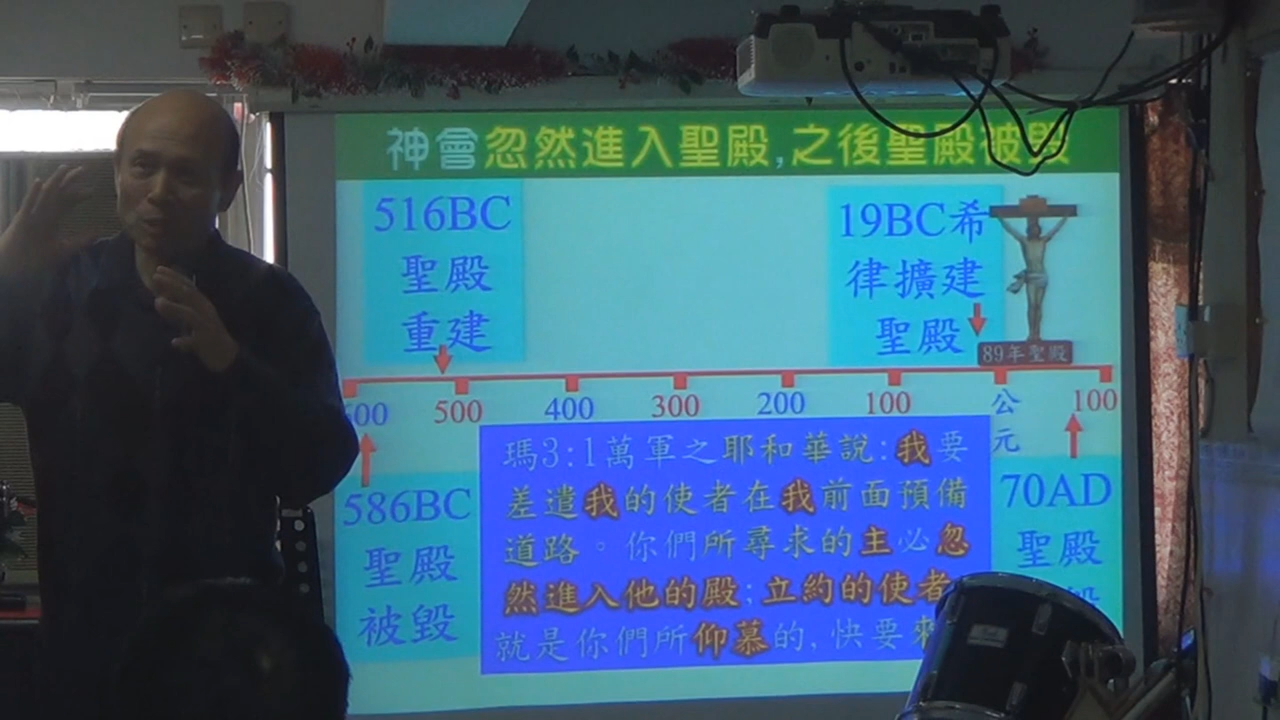 神會忽然進入聖殿,之後聖殿被毀
516BC
聖殿
重建
19BC希
律擴建
聖殿
89年聖殿
500
400
300
200
100
公
元
100
586BC
聖殿
被毀
瑪3:1萬軍之耶和華說:我要
差遣我的使者在我前面預備
道路。你們所尋求的主必忽
然進入他的殿;立約的使者
就是你們所仰慕的,快要
70AD
聖殿